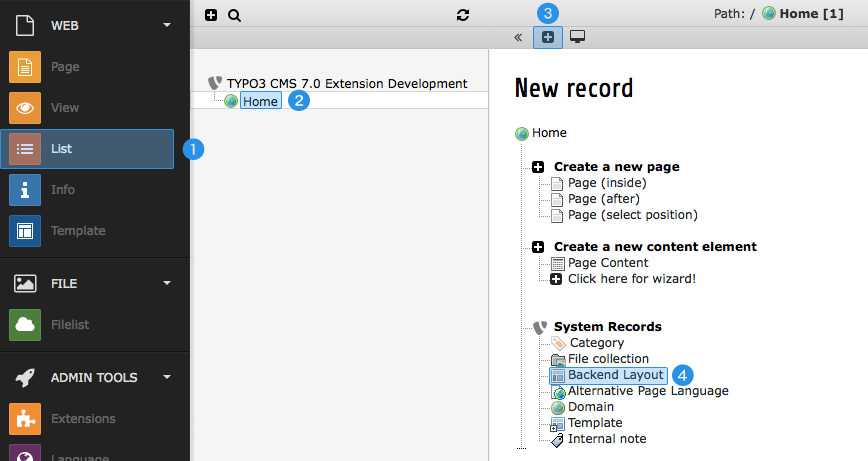 WEB
Page
View
List
1
Info
Template
FILE
Filelist
ADMIN TOOLS
Extensions
Language
TYPO3 CMS 7.0 Extension Development
Home
2
3
Path: / Home [1]
«
New record
Home
Create a new page
Page (inside)
Page (after)
Page (select position)
Create a new content element
Page Content
Click here for wizard!
System Records
Category
File collection
Backend Layout
4
Alternative Page Language
Domain
Template
Internal note